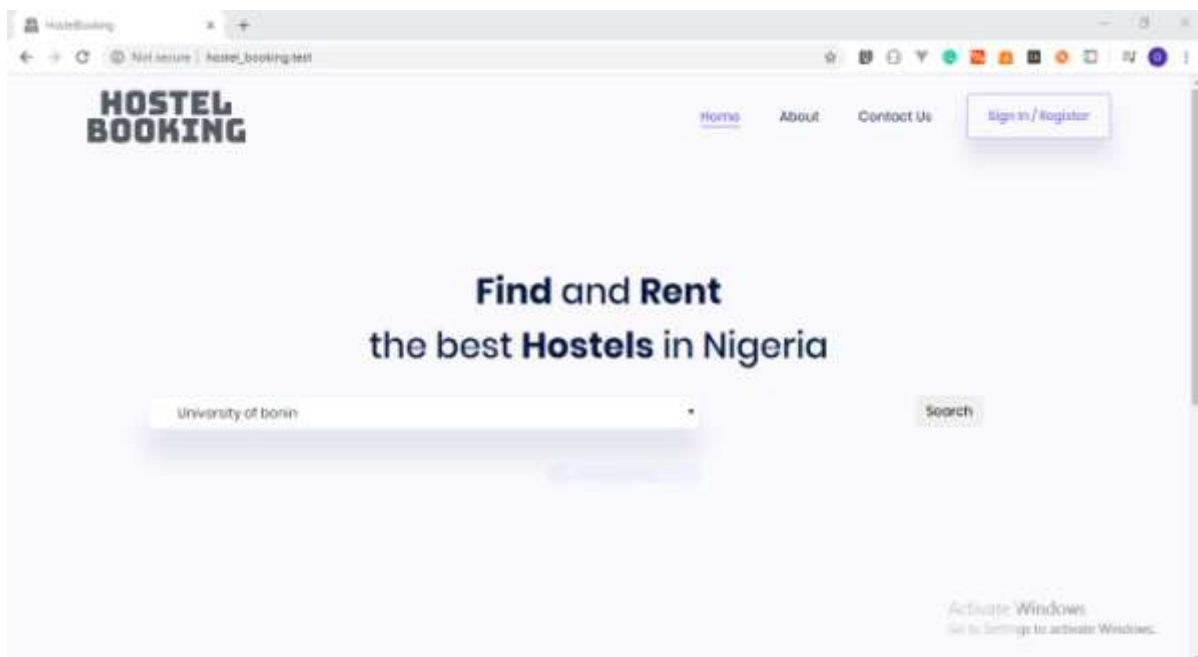 HostelBooking
Not secure | hostel_booking.test
HOSTEL
BOOKING
Home About Contact Us Sign In / Register
Find and Rent
the best Hostels in Nigeria
University of benin
Search
Activate Windows
Go to Settings to activate Windows.